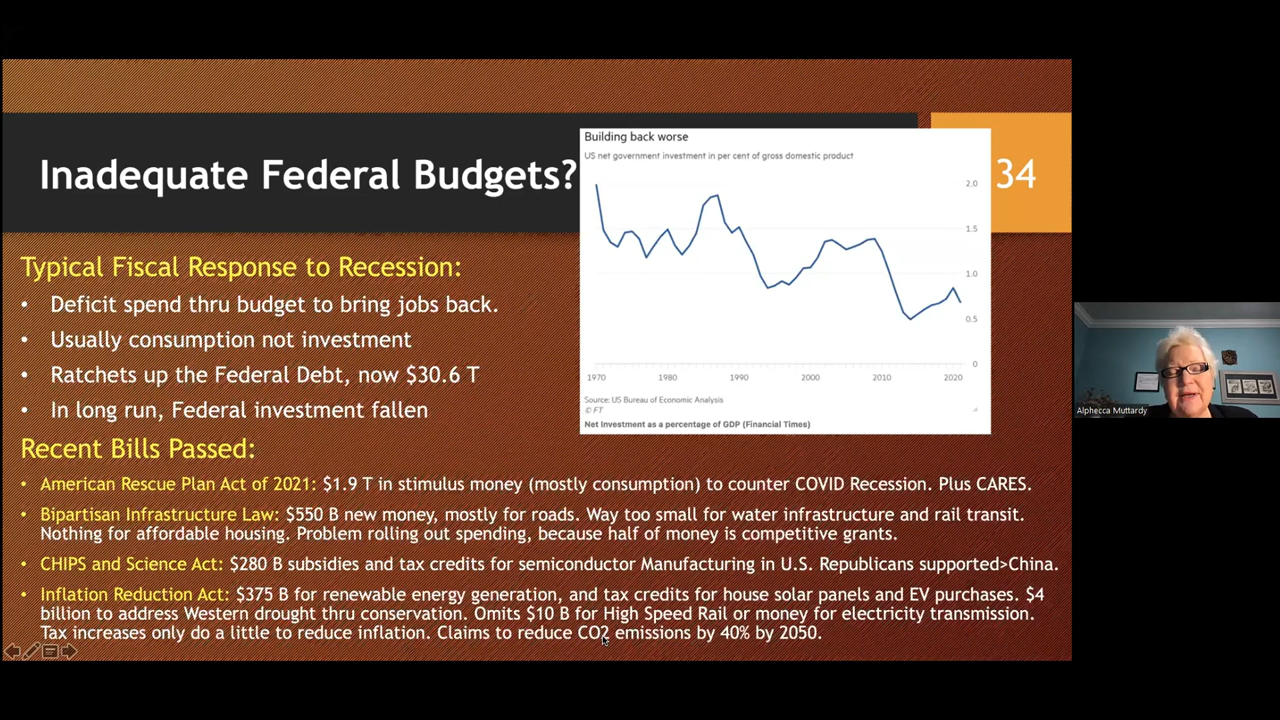 Inadequate Federal Budgets?
34
Building back worse
US net government investment in per cent of gross domestic product
2.0
1.5
1.0
0.5
0
1970 1980 1990 2000 2010 2020
Source: US Bureau of Economic Analysis
© FT
Net Investment as a percentage of GDP (Financial Times)
Typical Fiscal Response to Recession:
• Deficit spend thru budget to bring jobs back.
• Usually consumption not investment
• Ratchets up the Federal Debt, now $30.6 T
• In long run, Federal investment fallen
Recent Bills Passed:
• American Rescue Plan Act of 2021: $1.9 T in stimulus money (mostly consumption) to counter COVID Recession. Plus CARES.
• Bipartisan Infrastructure Law: $550 B new money, mostly for roads. Way too small for water infrastructure and rail transit.
Nothing for affordable housing. Problem rolling out spending, because half of money is competitive grants.
• CHIPS and Science Act: $280 B subsidies and tax credits for semiconductor Manufacturing in U.S. Republicans supported>China.
• Inflation Reduction Act: $375 B for renewable energy generation, and tax credits for house solar panels and EV purchases. $4
billion to address Western drought thru conservation. Omits $10 B for High Speed Rail or money for electricity transmission.
Tax increases only do a little to reduce inflation. Claims to reduce CO2 emissions by 40% by 2050.
Alphecca Muttardy